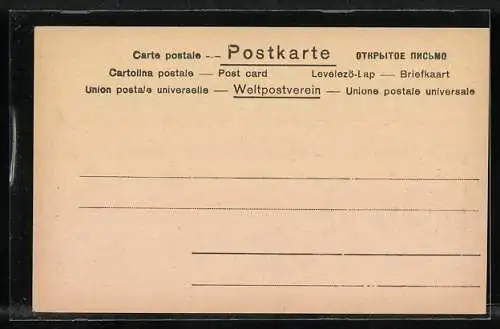 Carte postale — Postkarte ОТКРЫТОЕ ПИСЬМО
Cartolina postale — Post card Levelező-Lap — Briefkaart
Union postale universelle — Weltpostverein — Unione postale universale